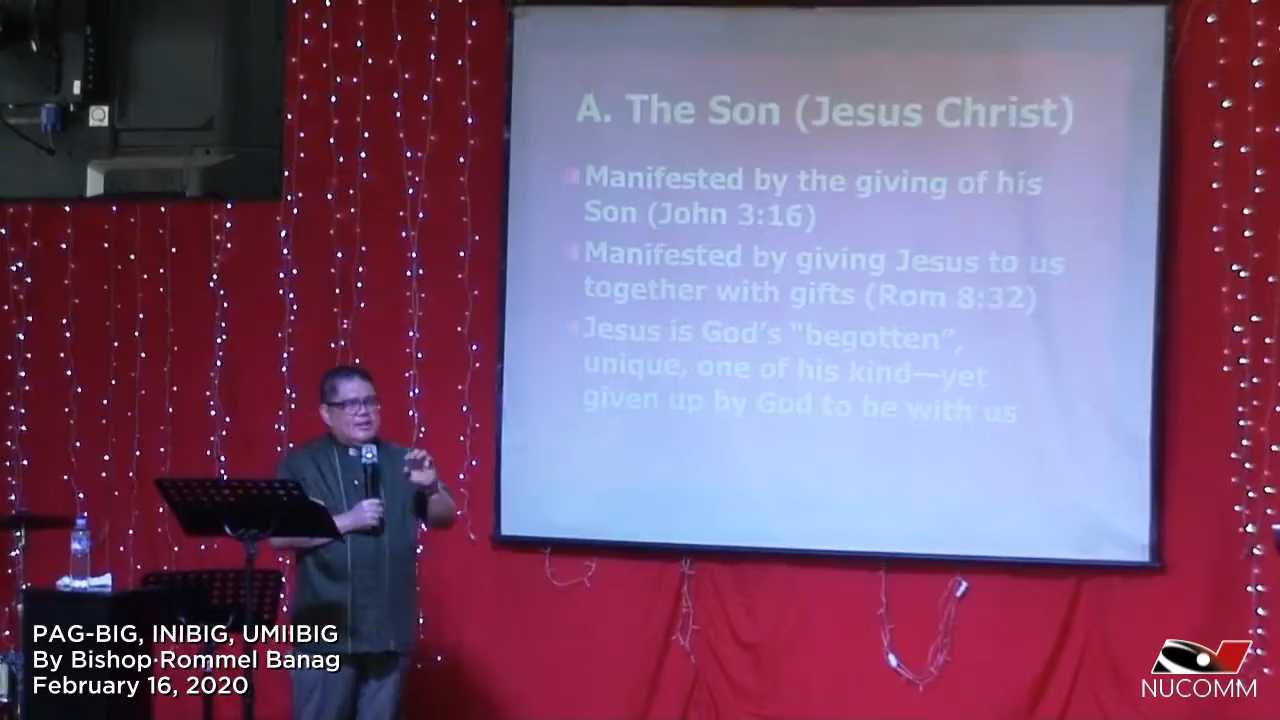 A. The Son (Jesus Christ)
Manifested by the giving of his
Son (John 3:16)
Manifested by giving Jesus to us
together with gifts (Rom 8:32)
Jesus is God's “begotten”,
unique, one of his kind—yet
given up by God to be with us
PAG-BIG, INIBIG, UMIIBIG
By Bishop Rommel Banag
February 16, 2020
NUCOMM